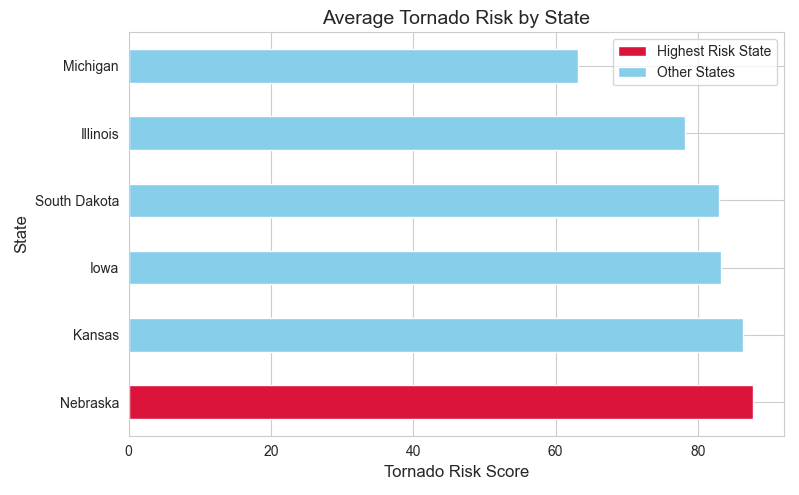 Average Tornado Risk by State
Highest Risk State
Other States
Michigan
Illinois
South Dakota
Iowa
Kansas
Nebraska
State
0 20 40 60 80
Tornado Risk Score